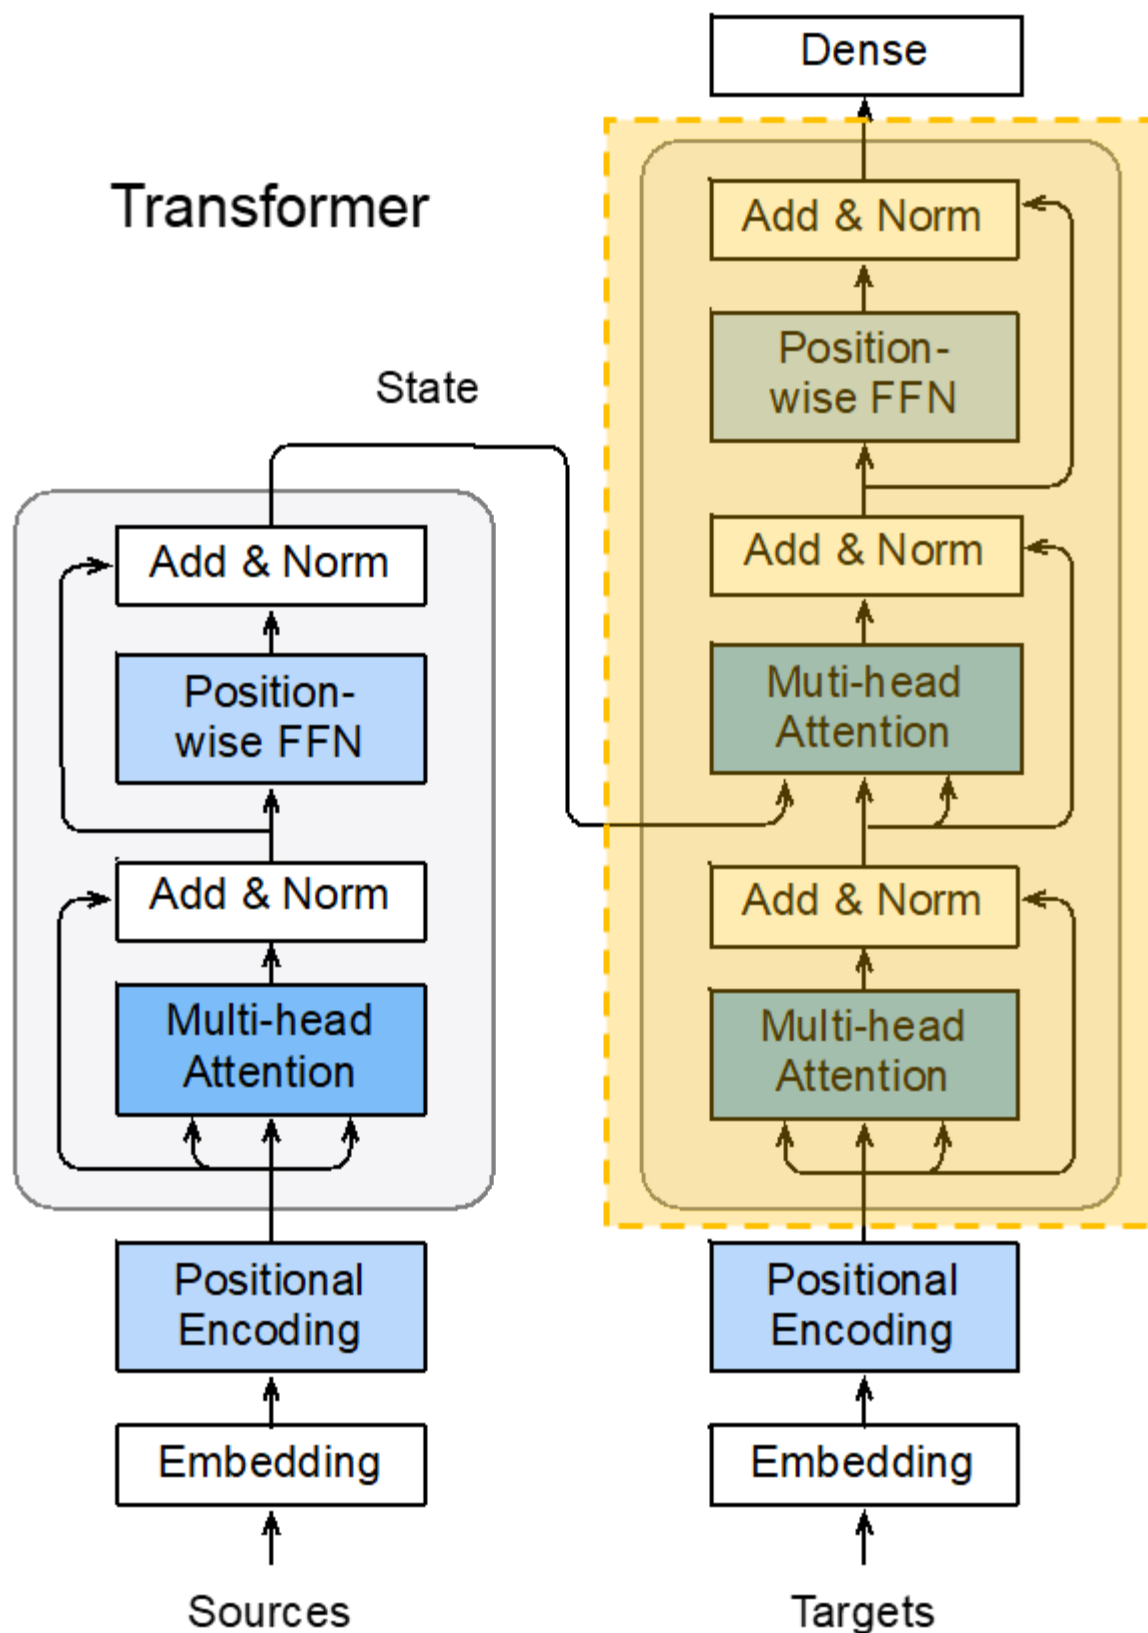 Transformer
State
Add & Norm
Position-
wise FFN
Add & Norm
Multi-head
Attention
Positional
Encoding
Embedding
Sources
Dense
Add & Norm
Position-
wise FFN
Add & Norm
Muti-head
Attention
Add & Norm
Multi-head
Attention
Positional
Encoding
Embedding
Targets